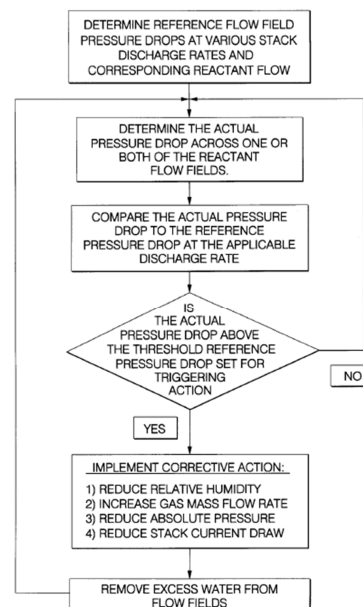 DETERMINE REFERENCE FLOW FIELD
PRESSURE DROPS AT VARIOUS STACK
DISCHARGE RATES AND
CORRESPONDING REACTANT FLOW
DETERMINE THE ACTUAL
PRESSURE DROP ACROSS ONE OR
BOTH OF THE REACTANT
FLOW FIELDS.
COMPARE THE ACTUAL PRESSURE
DROP TO THE REFERENCE
PRESSURE DROP AT THE APPLICABLE
DISCHARGE RATE
IS
THE ACTUAL
PRESSURE DROP ABOVE
THE THRESHOLD REFERENCE
PRESSURE DROP SET FOR
TRIGGERING
ACTION
NO
YES
IMPLEMENT CORRECTIVE ACTION:
1) REDUCE RELATIVE HUMIDITY
2) INCREASE GAS MASS FLOW RATE
3) REDUCE ABSOLUTE PRESSURE
4) REDUCE STACK CURRENT DRAW
REMOVE EXCESS WATER FROM
FLOW FIELDS